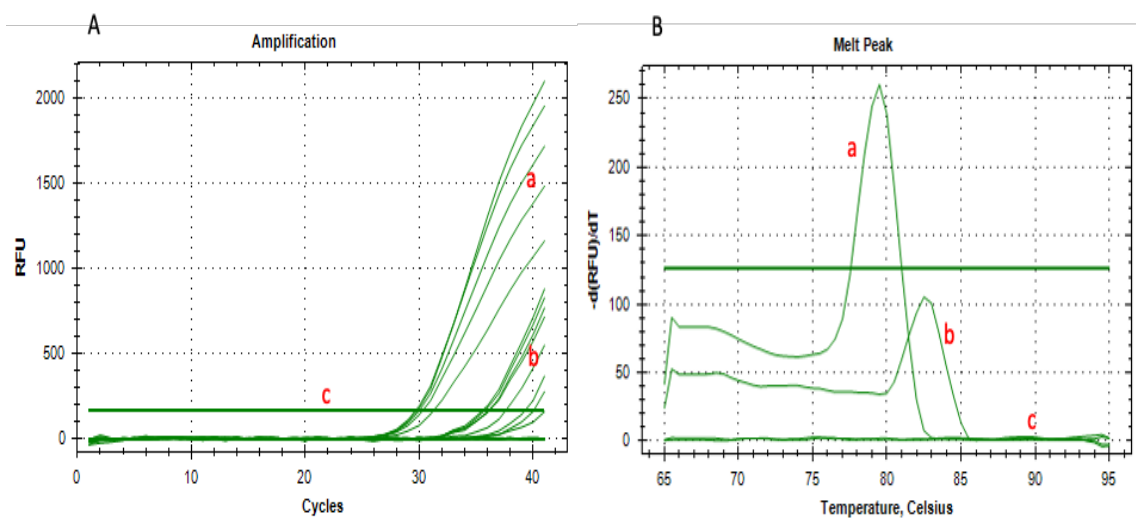 A
Amplification
2000
1500
1000
500
0
RFU
a
b
c
0
10
20
30
40
Cycles
B
Melt Peak
250
200
150
100
50
0
-d(RFU)/dT
a
b
c
65
70
75
80
85
90
95
Temperature, Celsius